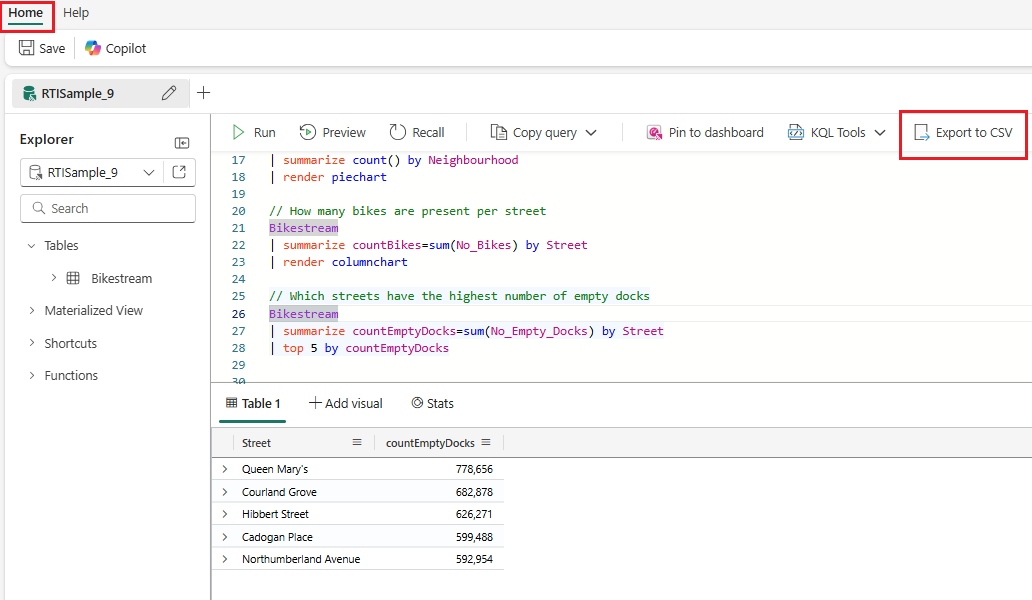 Home Help
Save Copilot
RTISample_9
Explorer
RTISample_9
Search
Tables
Bikestream
Materialized View
Shortcuts
Functions
Run Preview Recall Copy query Pin to dashboard KQL Tools Export to CSV
17 | summarize count() by Neighbourhood
18 | render piechart
19
20 // How many bikes are present per street
21 Bikestream
22 | summarize countBikes=sum(No_Bikes) by Street
23 | render columnchart
24
25 // Which streets have the highest number of empty docks
26 Bikestream
27 | summarize countEmptyDocks=sum(No_Empty_Docks) by Street
28 | top 5 by countEmptyDocks
29
30
Table 1 Add visual Stats
Street countEmptyDocks
Queen Mary's 778,656
Courland Grove 682,878
Hibbert Street 626,271
Cadogan Place 599,488
Northumberland Avenue 592,954